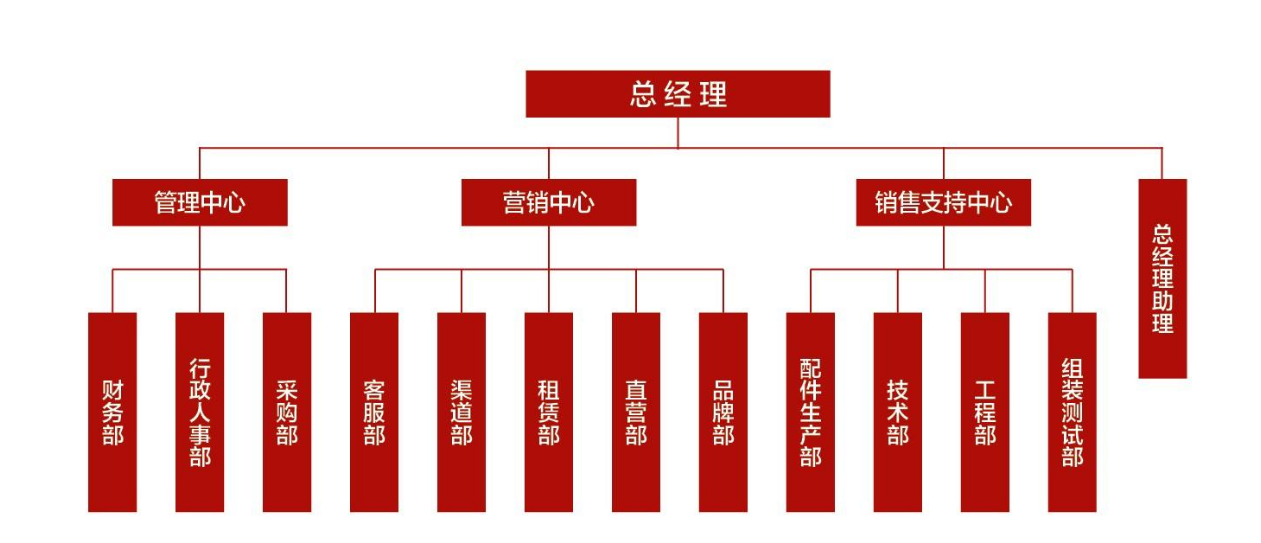 总经理
管理中心
营销中心
销售支持中心
总经理助理
财务部
行政人事部
采购部
客服部
渠道部
租赁部
直营部
品牌部
配件生产部
技术部
工程部
组装测试部